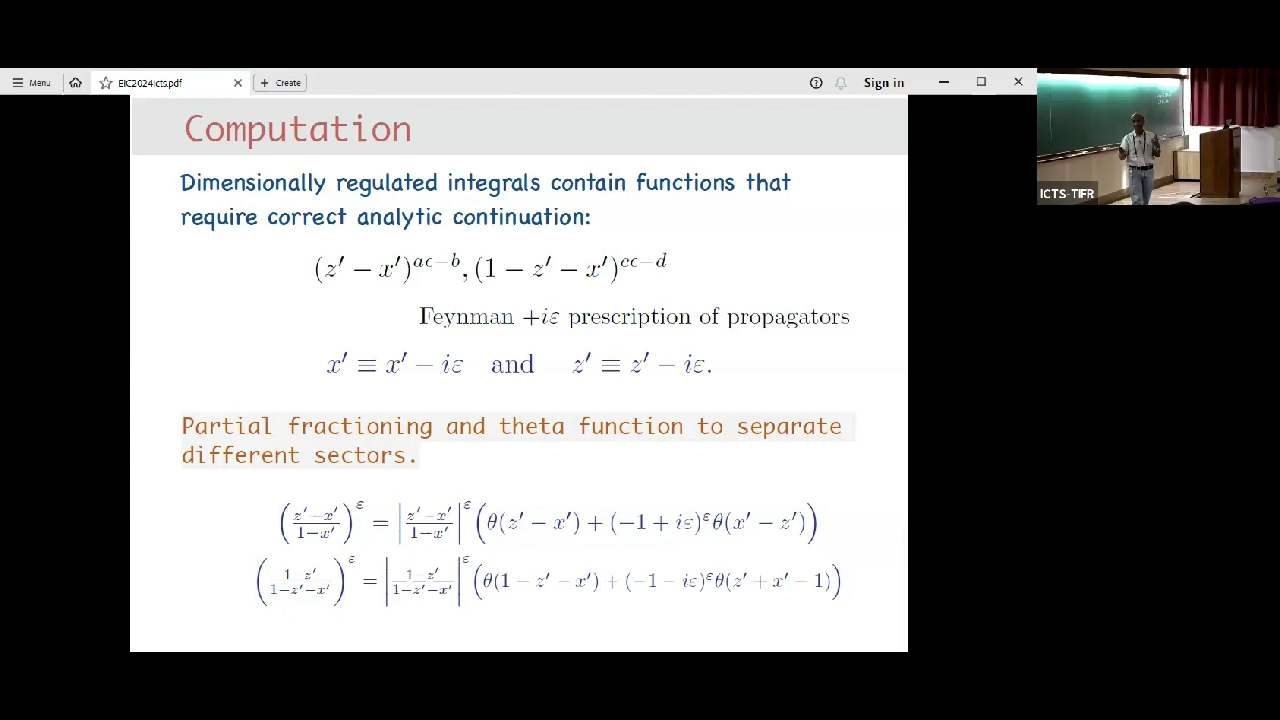 Menu
EIC2024Icts.pdf
+ Create
Sign in
Computation
Dimensionally regulated integrals contain functions that
require correct analytic continuation:
(z′ − x′)^{aϵ−b}, (1 − z′ − x′)^{cϵ−d}
Feynman +iε prescription of propagators
x′ ≡ x′ − iε and z′ ≡ z′ − iε.
Partial fractioning and theta function to separate
different sectors.
((z′−x′)/(1−x′))^ε = |(z′−x′)/(1−x′)|^ε (θ(z′ − x′) + (−1 + iε)^ε θ(x′ − z′))
((1 z′)/(1−z′−x′))^ε = |(1 z′)/(1−z′−x′)|^ε (θ(1 − z′ − x′) + (−1 − iε)^ε θ(z′ + x′ − 1))
ICTS-TIFR